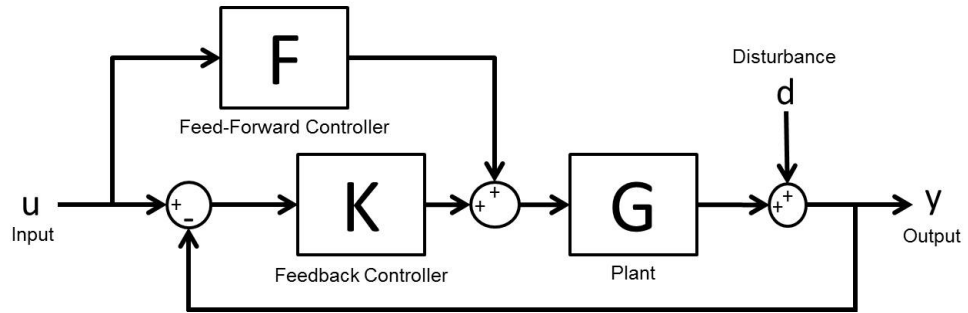 F
Feed-Forward Controller
Disturbance
d
u
Input
+
-
K
Feedback Controller
+
+
G
Plant
+
+
y
Output